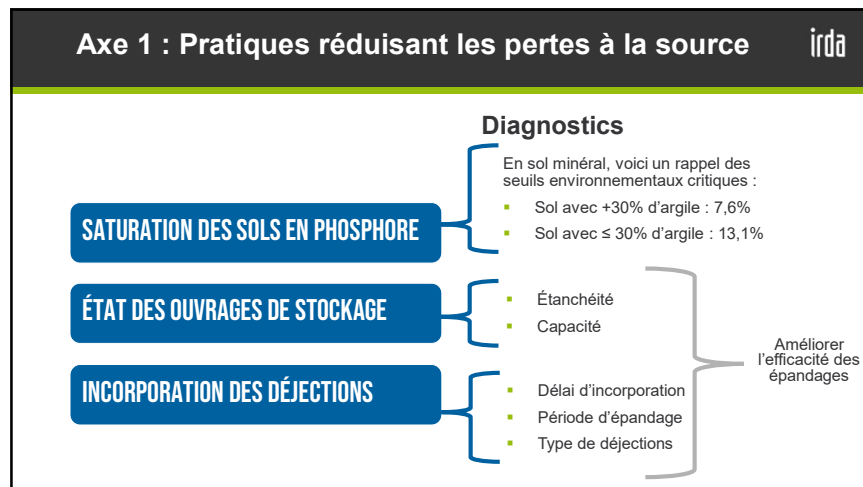 Axe 1 : Pratiques réduisant les pertes à la source
irda
Diagnostics
En sol minéral, voici un rappel des
seuils environnementaux critiques :
▪ Sol avec +30% d'argile : 7,6%
▪ Sol avec ≤ 30% d'argile : 13,1%
SATURATION DES SOLS EN PHOSPHORE
ÉTAT DES OUVRAGES DE STOCKAGE
▪ Étanchéité
▪ Capacité
INCORPORATION DES DÉJECTIONS
▪ Délai d'incorporation
▪ Période d'épandage
▪ Type de déjections
Améliorer
l'efficacité des
épandages